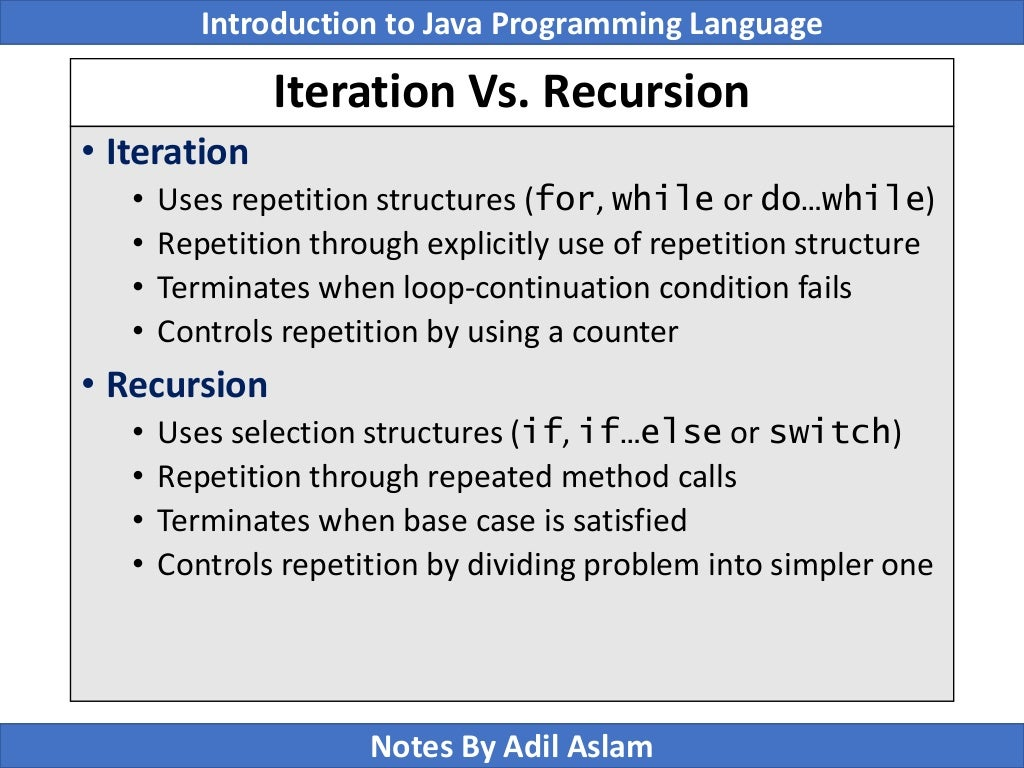 Introduction to Java Programming Language
Iteration Vs. Recursion
• Iteration
• Uses repetition structures (for, while or do…while)
• Repetition through explicitly use of repetition structure
• Terminates when loop-continuation condition fails
• Controls repetition by using a counter
• Recursion
• Uses selection structures (if, if…else or switch)
• Repetition through repeated method calls
• Terminates when base case is satisfied
• Controls repetition by dividing problem into simpler one
Notes By Adil Aslam